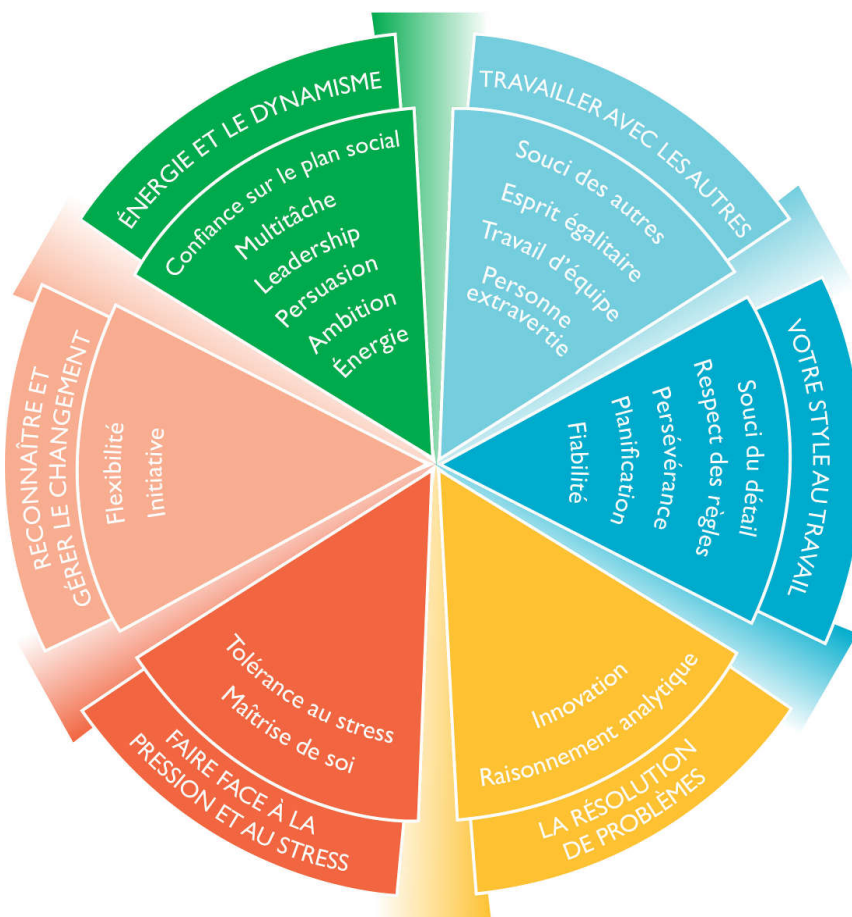 ÉNERGIE ET LE DYNAMISME
Confiance sur le plan social
Multitâche
Leadership
Persuasion
Ambition
Énergie
TRAVAILLER AVEC LES AUTRES
Souci des autres
Esprit égalitaire
Travail d'équipe
Personne
extravertie
VOTRE STYLE AU TRAVAIL
Souci du détail
Respect des règles
Persévérance
Planification
Fiabilité
Innovation
Raisonnement analytique
LA RÉSOLUTION
DE PROBLÈMES
Tolérance au stress
Maîtrise de soi
FAIRE FACE À LA
PRESSION ET AU STRESS
RECONNAÎTRE ET
GÉRER LE CHANGEMENT
Flexibilité
Initiative